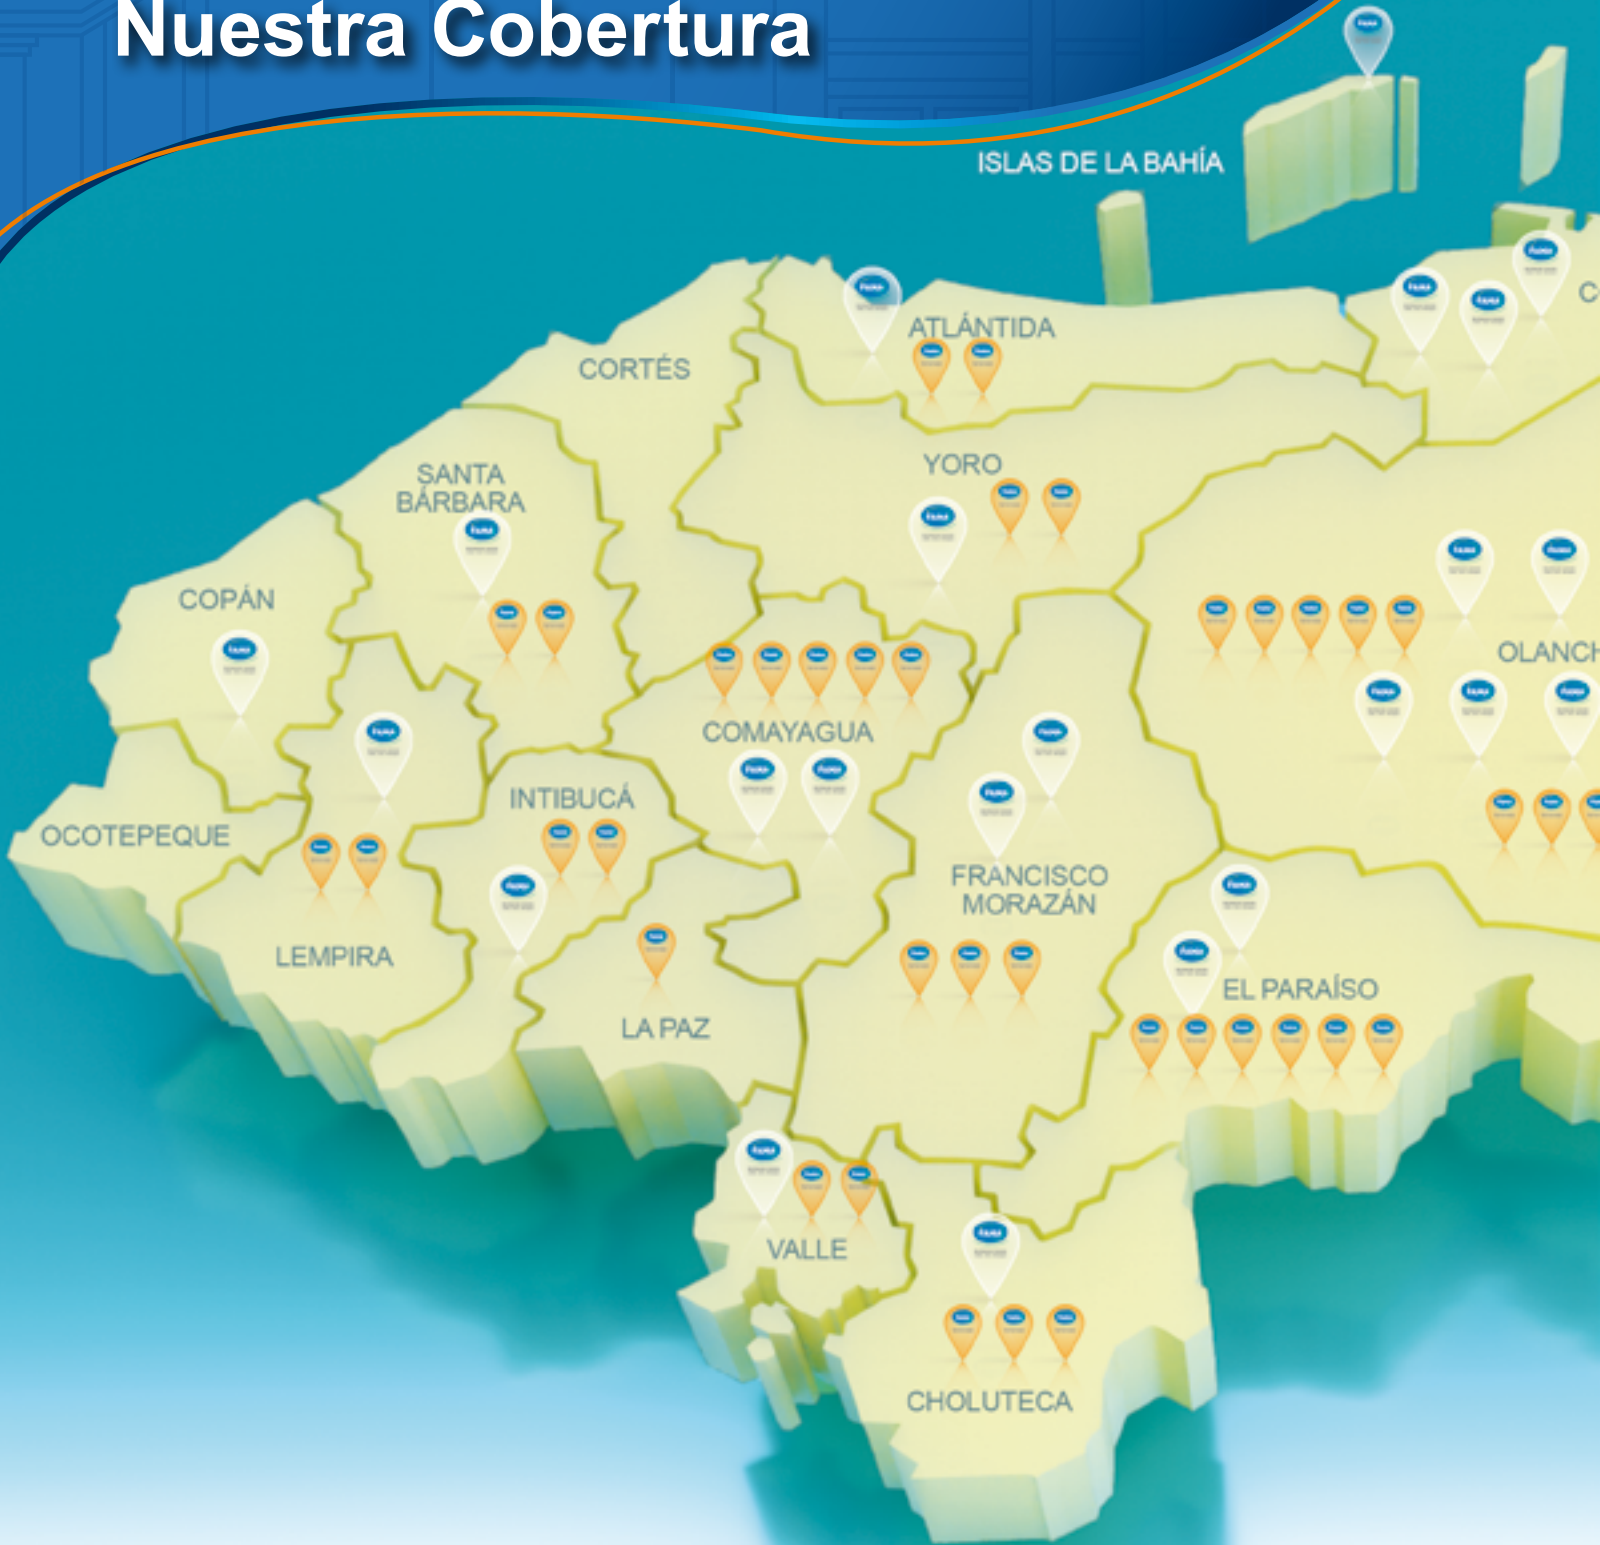 Nuestra Cobertura
ISLAS DE LA BAHÍA
ATLÁNTIDA
CORTÉS
YORO
SANTA
BÁRBARA
COPÁN
OLANCH
COMAYAGUA
INTIBUCÁ
OCOTEPEQUE
FRANCISCO
MORAZÁN
LEMPIRA
EL PARAÍSO
LA PAZ
VALLE
CHOLUTECA